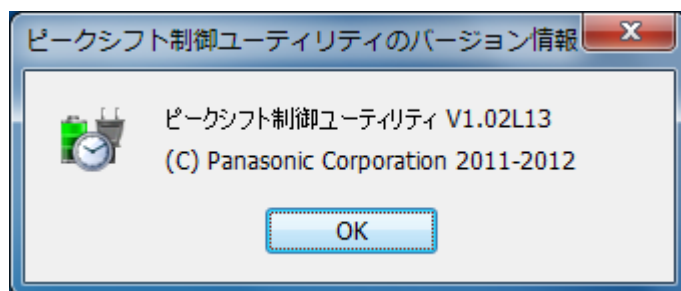 ピークシフト制御ユーティリティのバージョン情報
ピークシフト制御ユーティリティ V1.02L13
(C) Panasonic Corporation 2011-2012
OK